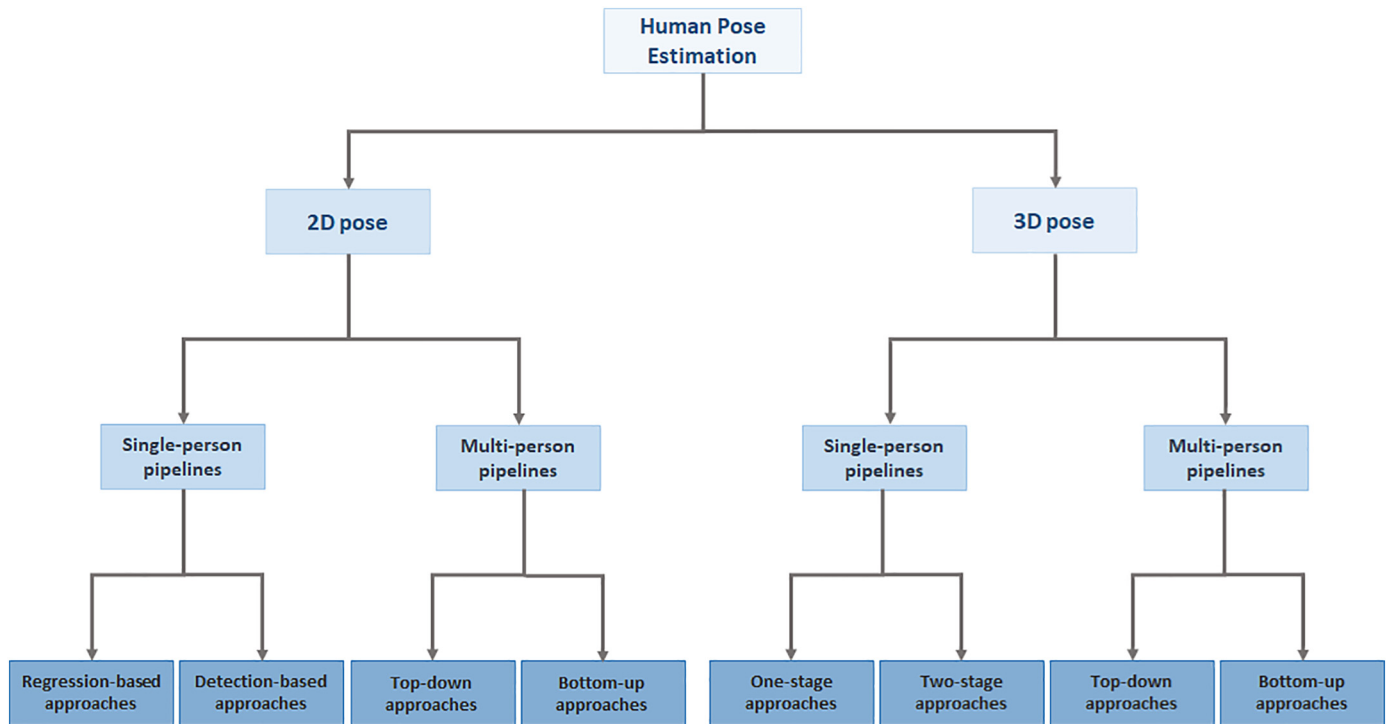 Human Pose
Estimation
2D pose
3D pose
Single-person
pipelines
Multi-person
pipelines
Single-person
pipelines
Multi-person
pipelines
Regression-based
approaches
Detection-based
approaches
Top-down
approaches
Bottom-up
approaches
One-stage
approaches
Two-stage
approaches
Top-down
approaches
Bottom-up
approaches